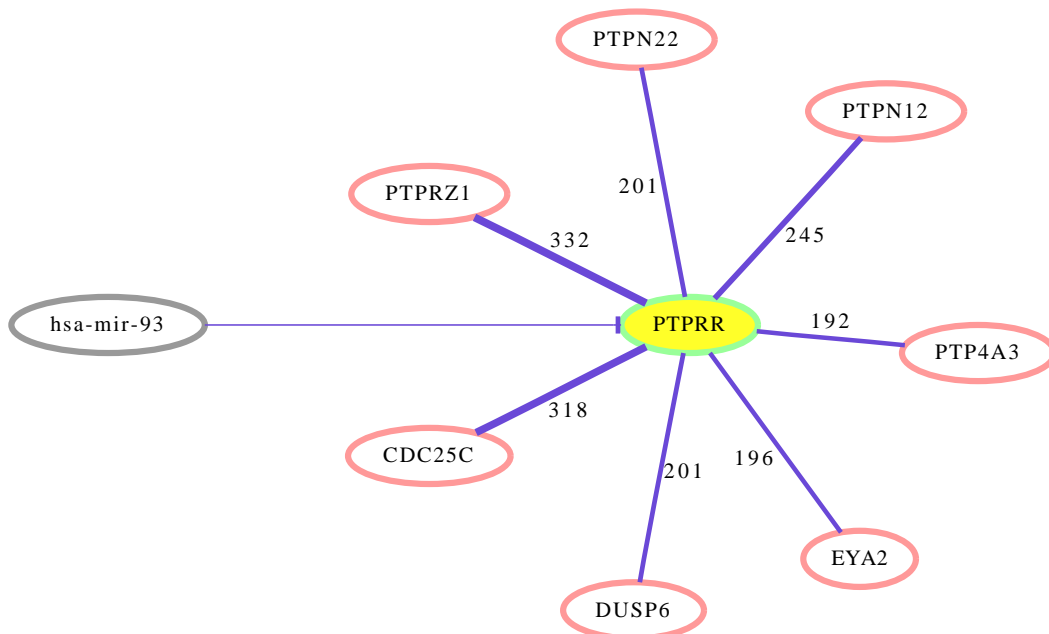 PTPN22
PTPN12
201
PTPRZ1
332
245
hsa-mir-93
PTPRR
192
PTP4A3
318
CDC25C
196
201
EYA2
DUSP6